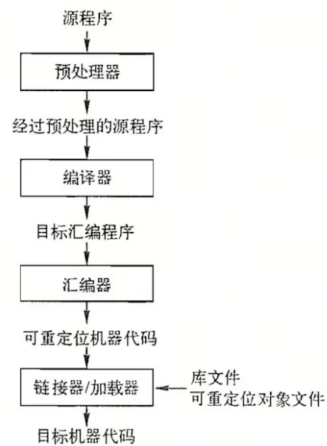 源程序
预处理器
经过预处理的源程序
编译器
目标汇编程序
汇编器
可重定位机器代码
链接器/加载器
库文件
可重定位对象文件
目标机器代码